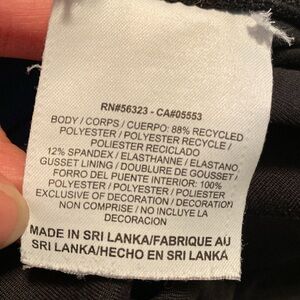 RN#56323 - CA#05553
BODY / CORPS / CUERPO: 88% RECYCLED
POLYESTER / POLYESTER RECYCLE /
POLYESTER RECICLADO
12% SPANDEX / ELASTHANNE / ELASTANO
GUSSET LINING / DOUBLURE DE GOUSSET /
FORRO DEL PUENTE INTERIOR: 100%
POLYESTER / POLYESTER / POLIESTER
EXCLUSIVE OF DECORATION / DECORATION
NON COMPRISE / NO INCLUYE LA
DECORACION
MADE IN SRI LANKA/FABRIQUE AU
SRI LANKA/HECHO EN SRI LANKA